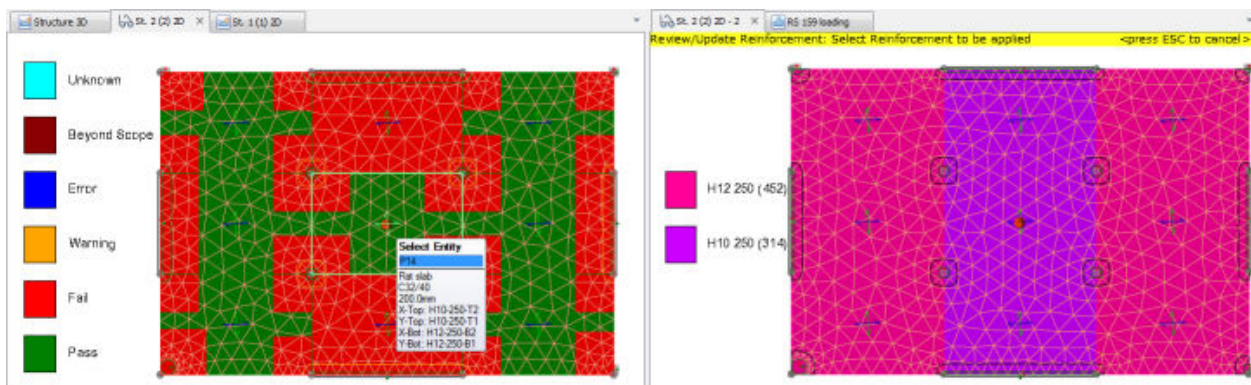 Structure 3D
St. 2 (2) 2D
St. 1 (1) 2D
Unknown
Beyond Scope
Error
Warning
Fail
Pass
Select Entity
Flat slab
C32/40
200.0mm
X-Top: H10-250-T2
Y-Top: H10-250-T1
X-Bot: H12-250-B2
Y-Bot: H12-250-B1
St. 2 (2) 2D - 2
RS 159 loading
Review/Update Reinforcement: Select Reinforcement to be applied <press ESC to cancel>
H12 250 (452)
H10 250 (314)